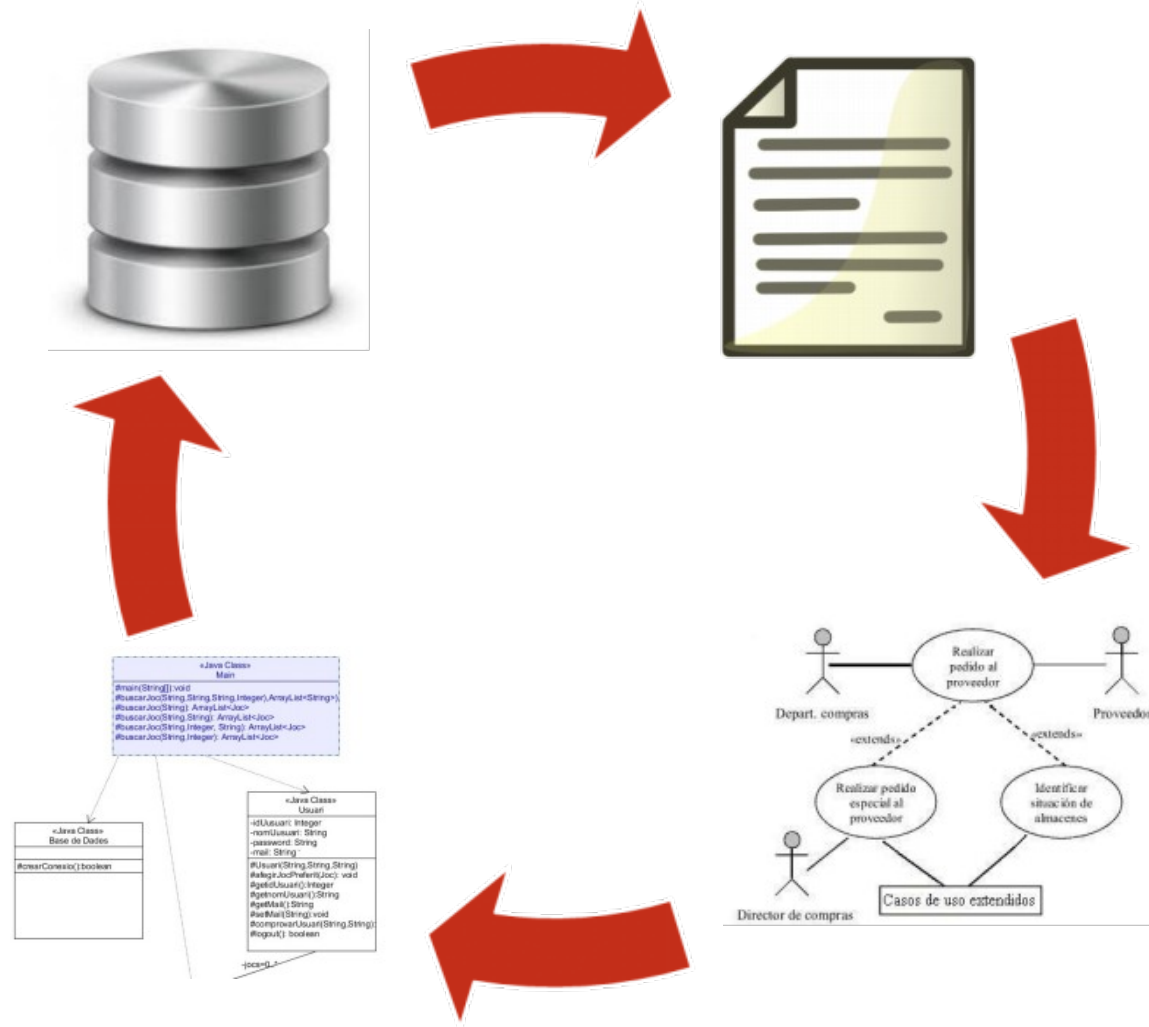 Realizar
pedido al
proveedor
Depart. compras
Proveedor
«extends»
«extends»
Realizar pedido
especial al
proveedor
Identificar
situación de
almacenes
Director de compras
Casos de uso extendidos
«Java Class»
Main
#main(String[]):void
#buscarJoc(String,String,String,Integer),ArrayList<String>)
#buscarJoc(String): ArrayList<Joc>
#buscarJoc(String,String): ArrayList<Joc>
#buscarJoc(String,Integer, String): ArrayList<Joc>
#buscarJoc(String,Integer): ArrayList<Joc>
«Java Class»
Base de Dades
#crearConexio():boolean
«Java Class»
Usuari
-idUusuari: Integer
-nomUusuari: String
-password: String
-mail: String
#Usuari(String,String,String)
#afegirJocPreferit(Joc): void
#getidUsuari():Integer
#getnomUsuari():String
#getMail():String
#setMail(String):void
#comprovarUsuari(String,String):
#logout(): boolean
-jocs=0..*